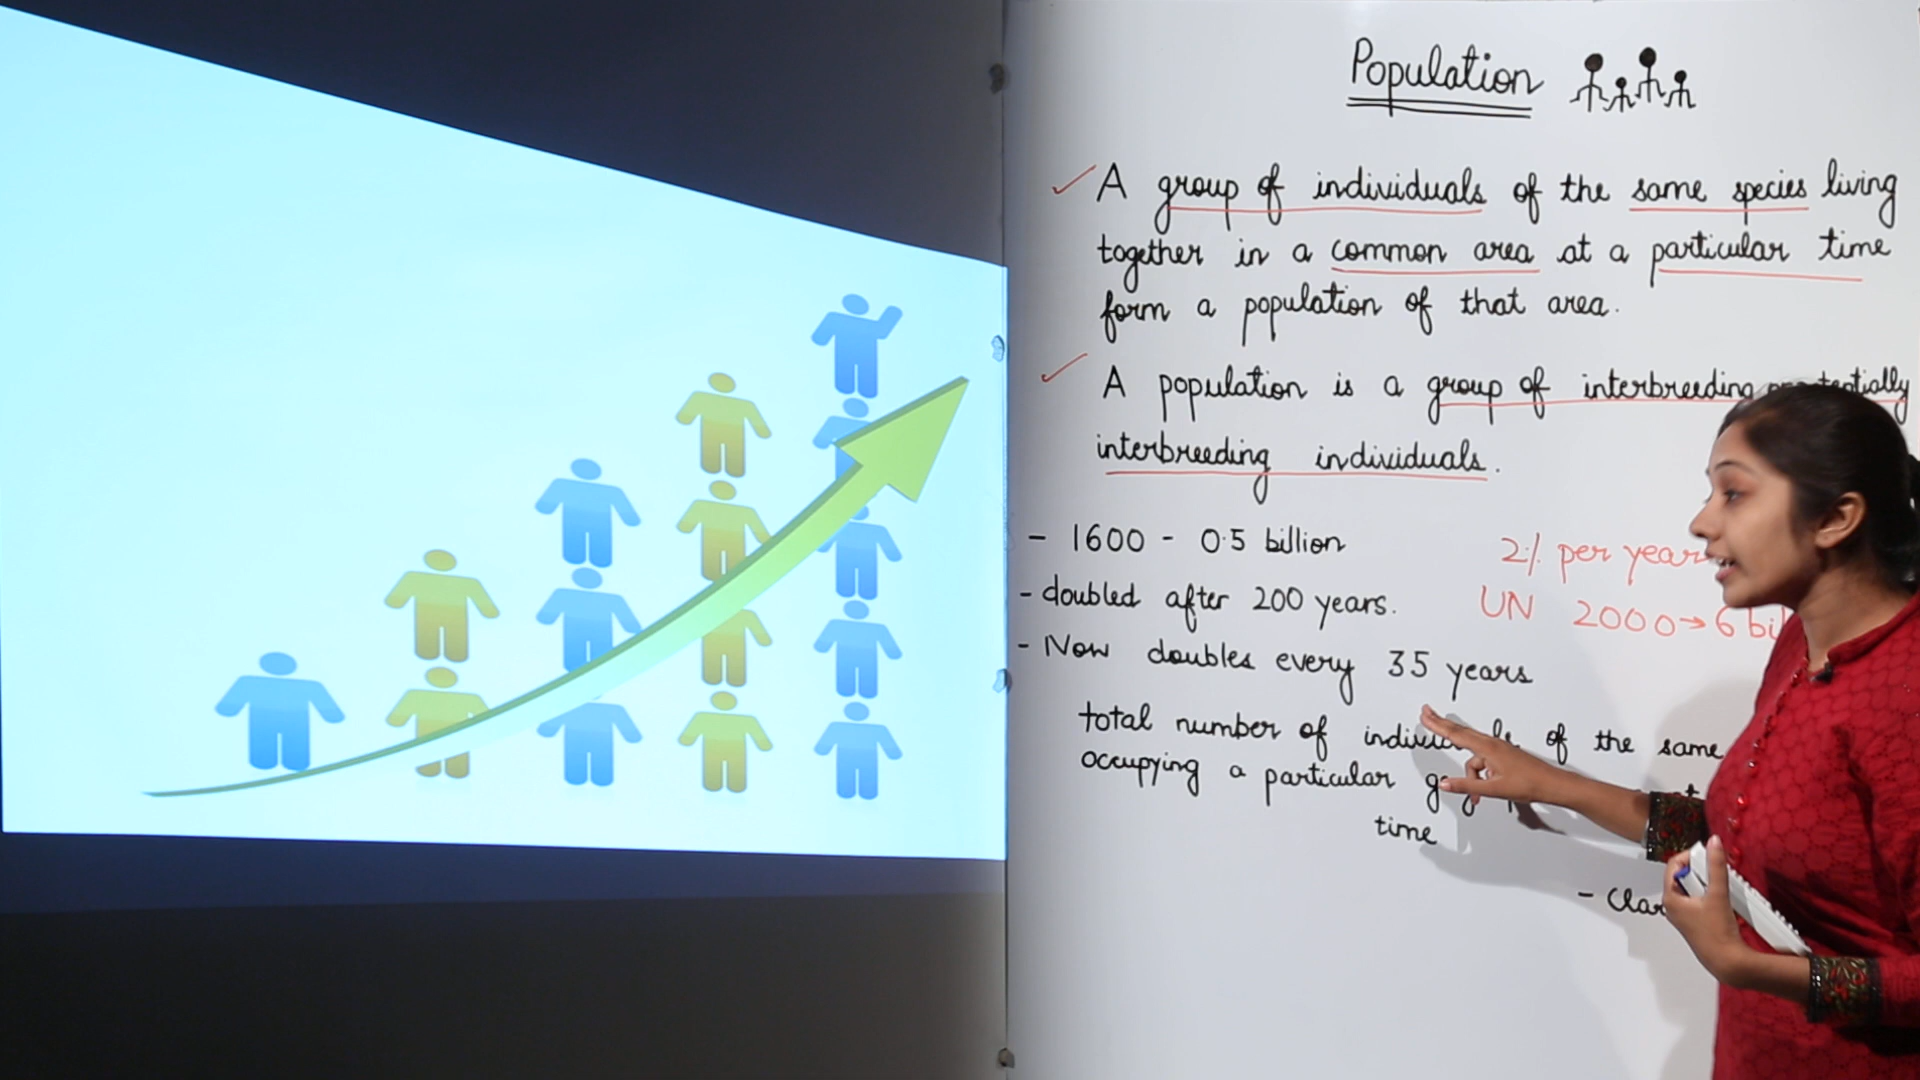 Population
A group of individuals of the same species living
together in a common area at a particular time
form a population of that area.
A population is a group of interbreeding
interbreeding individuals.
- 1600 - 0.5 billion
2% per year
- doubled after 200 years.
UN 2000→6
- Now doubles every 35 years
total number of individuals of the same
occupying a particular
time